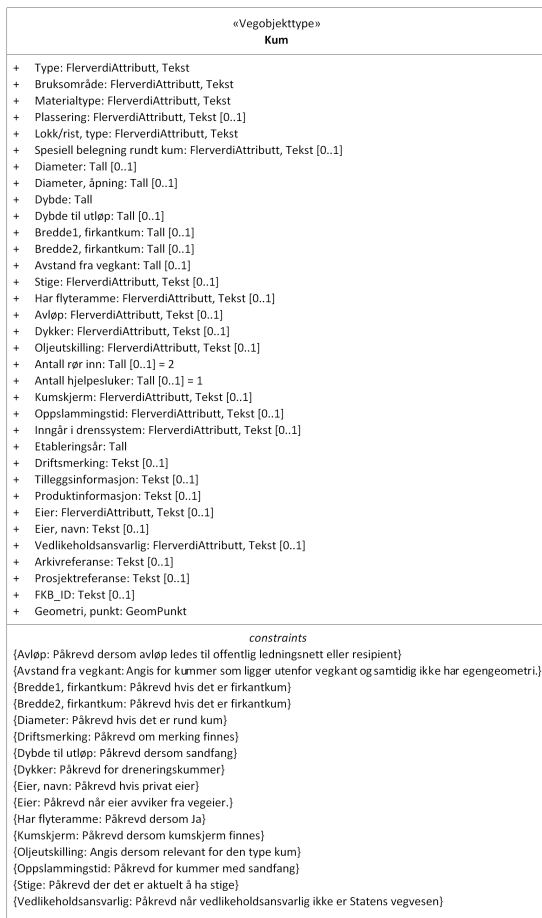 «Vegobjekttype»
Kum
+ Type: FlerverdiAttributt, Tekst
+ Bruksområde: FlerverdiAttributt, Tekst
+ Materialtype: FlerverdiAttributt, Tekst
+ Plassering: FlerverdiAttributt, Tekst [0..1]
+ Lokk/rist, type: FlerverdiAttributt, Tekst
+ Spesiell belegning rundt kum: FlerverdiAttributt, Tekst [0..1]
+ Diameter: Tall [0..1]
+ Diameter, åpning: Tall [0..1]
+ Dybde: Tall
+ Dybde til utløp: Tall [0..1]
+ Bredde1, firkantkum: Tall [0..1]
+ Bredde2, firkantkum: Tall [0..1]
+ Avstand fra vegkant: Tall [0..1]
+ Stige: FlerverdiAttributt, Tekst [0..1]
+ Har flyteramme: FlerverdiAttributt, Tekst [0..1]
+ Avløp: FlerverdiAttributt, Tekst [0..1]
+ Dykker: FlerverdiAttributt, Tekst [0..1]
+ Oljeutskilling: FlerverdiAttributt, Tekst [0..1]
+ Antall rør inn: Tall [0..1] = 2
+ Antall hjelpesluker: Tall [0..1] = 1
+ Kumskjerm: FlerverdiAttributt, Tekst [0..1]
+ Oppslammingstid: FlerverdiAttributt, Tekst [0..1]
+ Inngår i drenssystem: FlerverdiAttributt, Tekst [0..1]
+ Etableringsår: Tall
+ Driftsmerking: Tekst [0..1]
+ Tilleggsinformasjon: Tekst [0..1]
+ Produktinformasjon: Tekst [0..1]
+ Eier: FlerverdiAttributt, Tekst [0..1]
+ Eier, navn: Tekst [0..1]
+ Vedlikeholdsansvarlig: FlerverdiAttributt, Tekst [0..1]
+ Arkivreferanse: Tekst [0..1]
+ Prosjektreferanse: Tekst [0..1]
+ FKB_ID: Tekst [0..1]
+ Geometri, punkt: GeomPunkt
constraints
{Avløp: Påkrevd dersom avløp ledes til offentlig ledningsnett eller resipient}
{Avstand fra vegkant: Angis for kummer som ligger utenfor vegkant og samtidig ikke har egengeometri.}
{Bredde1, firkantkum: Påkrevd hvis det er firkantkum}
{Bredde2, firkantkum: Påkrevd hvis det er firkantkum}
{Diameter: Påkrevd hvis det er rund kum}
{Driftsmerking: Påkrevd om merking finnes}
{Dybde til utløp: Påkrevd dersom sandfang}
{Dykker: Påkrevd for dreneringskummer}
{Eier, navn: Påkrevd hvis privat eier}
{Eier: Påkrevd når eier avviker fra vegeier.}
{Har flyteramme: Påkrevd dersom Ja}
{Kumskjerm: Påkrevd dersom kumskjerm finnes}
{Oljeutskilling: Angis dersom relevant for den type kum}
{Oppslammingstid: Påkrevd for kummer med sandfang}
{Stige: Påkrevd der det er aktuelt å ha stige}
{Vedlikeholdsansvarlig: Påkrevd når vedlikeholdsansvarlig ikke er Statens vegvesen}